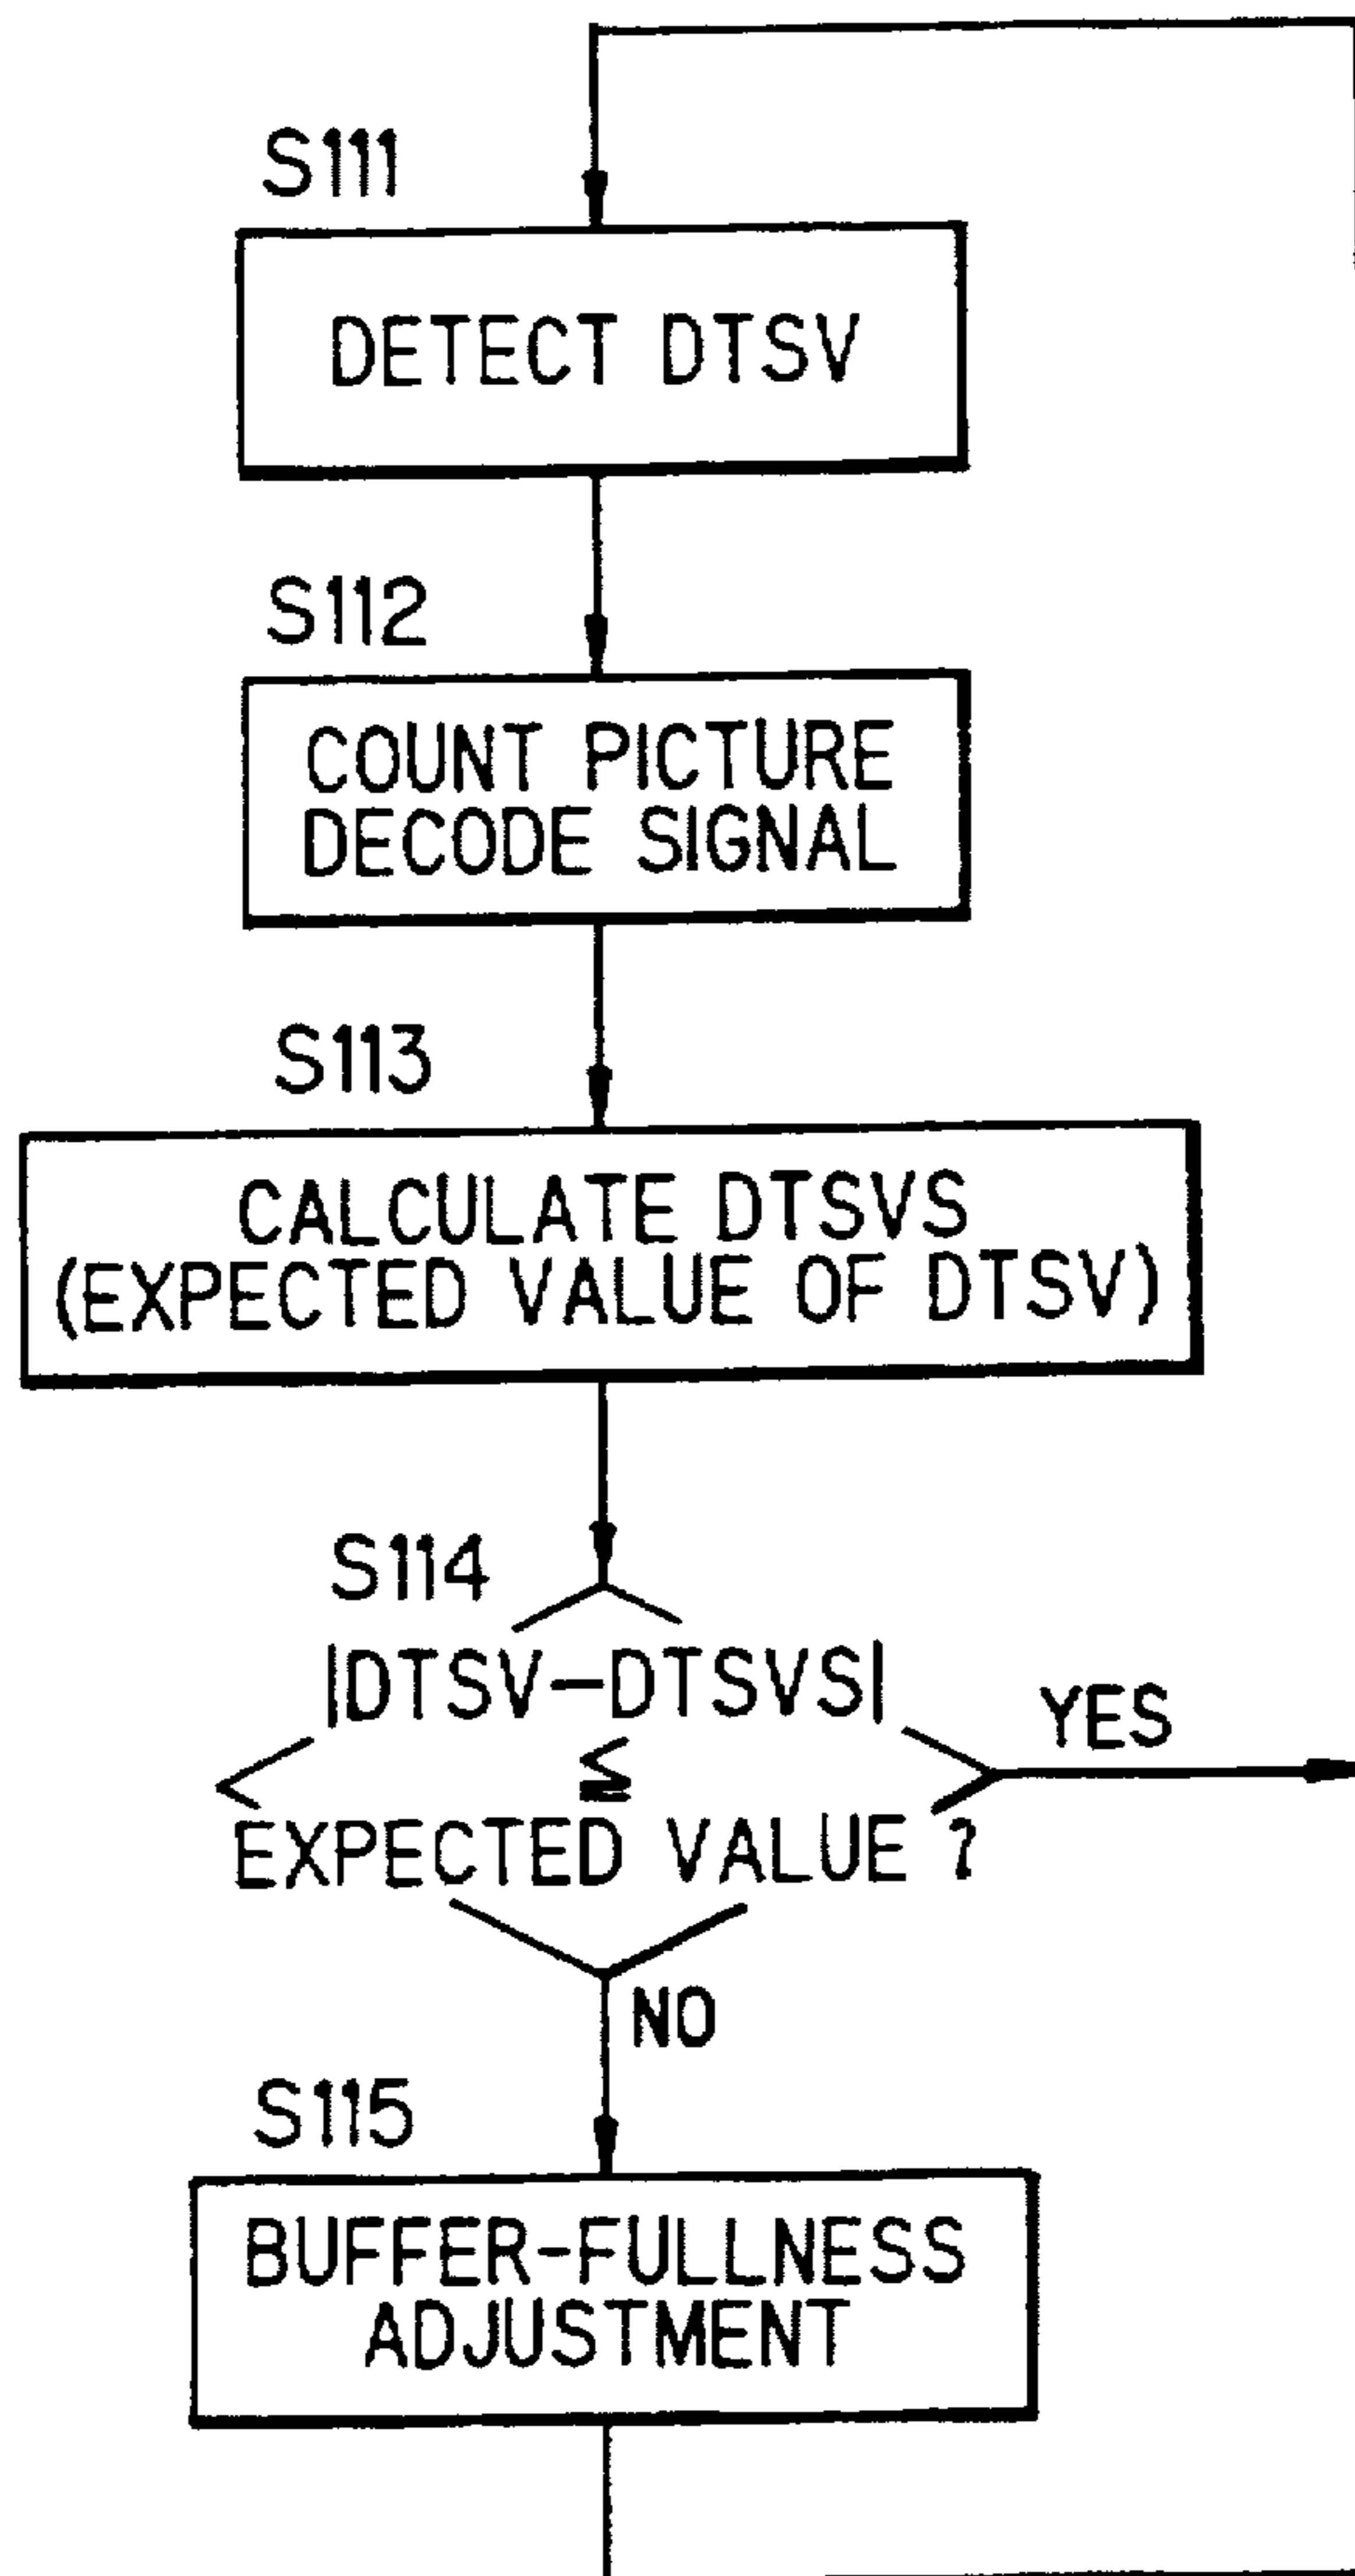 S111
DETECT DTSV
S112
COUNT PICTURE
DECODE SIGNAL
S113
CALCULATE DTSVS
(EXPECTED VALUE OF DTSV)
S114
|DTSV-DTSVS|
≦
EXPECTED VALUE ?
YES
NO
S115
BUFFER-FULLNESS
ADJUSTMENT